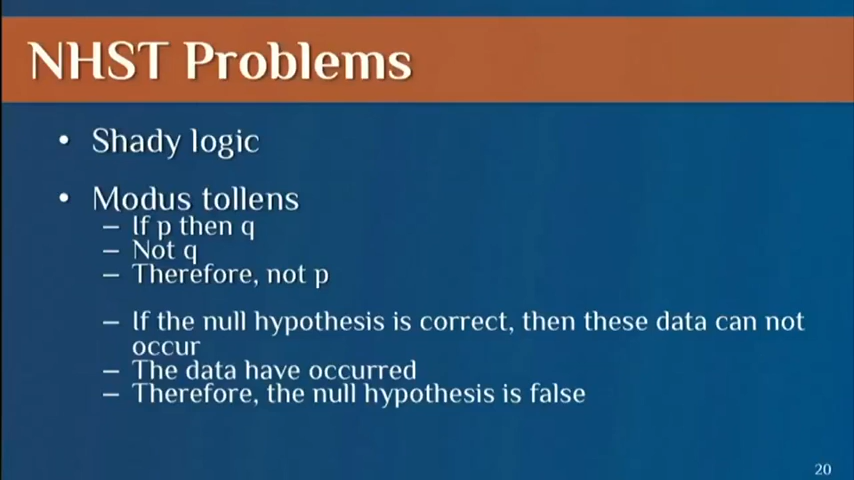 NHST Problems
• Shady logic
• Modus tollens
– If p then q
– Not q
– Therefore, not p
– If the null hypothesis is correct, then these data can not
occur
– The data have occurred
– Therefore, the null hypothesis is false
20